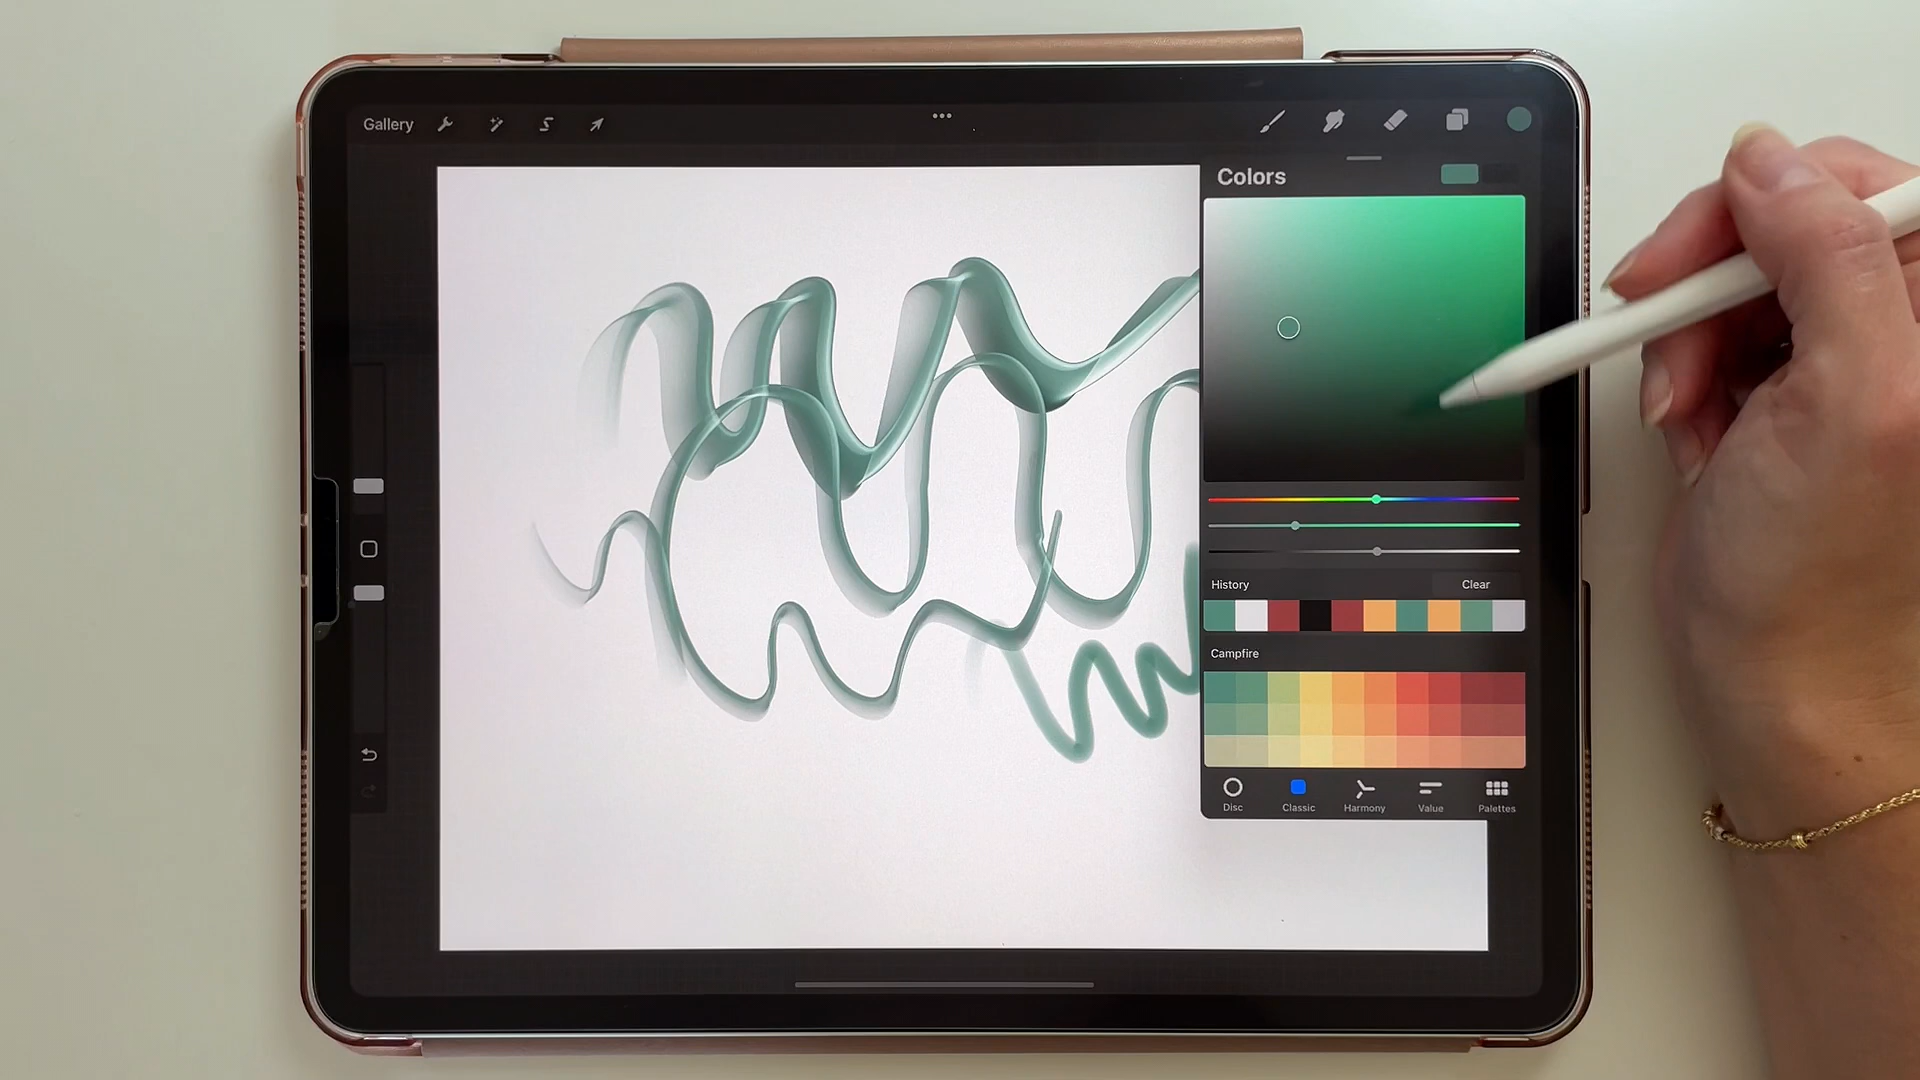 Gallery
Colors
History Clear
Campfire
Disc Classic Harmony Value Palettes